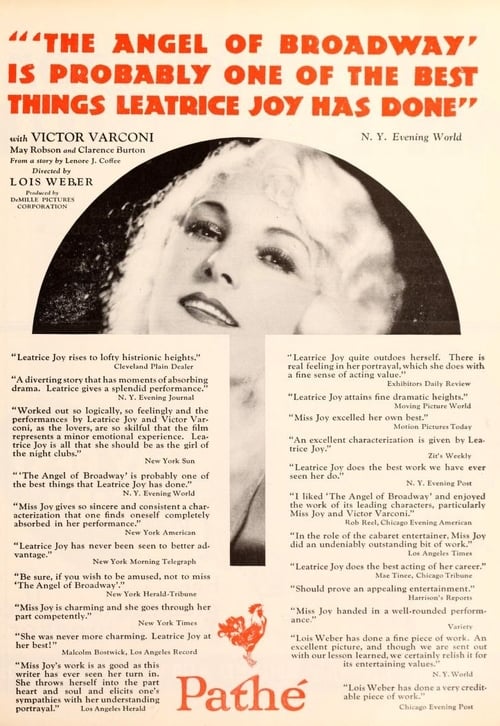 "'THE ANGEL OF BROADWAY'
IS PROBABLY ONE OF THE BEST
THINGS LEATRICE JOY HAS DONE"
with VICTOR VARCONI
May Robson and Clarence Burton
From a story by Lenore J. Coffee
Directed by
LOIS WEBER
Produced by
DeMILLE PICTURES
CORPORATION
N. Y. Evening World
"Leatrice Joy rises to lofty histrionic heights."
Cleveland Plain Dealer
"A diverting story that has moments of absorbing
drama. Leatrice gives a splendid performance."
N. Y. Evening Journal
"Worked out so logically, so feelingly and the
performances by Leatrice Joy and Victor Var-
coni, as the lovers, are so skilful that the film
represents a minor emotional experience. Lea-
trice Joy is all that she should be as the girl of
the night clubs."
New York Sun
"'The Angel of Broadway' is probably one of
the best things that Leatrice Joy has done."
N. Y. Evening World
"Miss Joy gives so sincere and consistent a char-
acterization that one finds oneself completely
absorbed in her performance."
New York American
"Leatrice Joy has never been seen to better ad-
vantage."
New York Morning Telegraph
"Be sure, if you wish to be amused, not to miss
'The Angel of Broadway'."
New York Herald-Tribune
"Miss Joy is charming and she goes through her
part competently."
New York Times
"She was never more charming. Leatrice Joy at
her best!"
Malcolm Bostwick, Los Angeles Record
"Miss Joy's work is as good as this
writer has ever seen her turn in.
She throws herself into the part
heart and soul and elicits one's
sympathies with her understanding
portrayal."
Los Angeles Herald
"Leatrice Joy quite outdoes herself. There is
real feeling in her portrayal, which she does with
a fine sense of acting value."
Exhibitors Daily Review
"Leatrice Joy attains fine dramatic heights."
Moving Picture World
"Miss Joy excelled her own best."
Motion Pictures Today
"An excellent characterization is given by Lea-
trice Joy."
Zit's Weekly
"Leatrice Joy does the best work we have ever
seen her do."
N. Y. Evening Post
"I liked 'The Angel of Broadway' and enjoyed
the work of its leading characters, particularly
Miss Joy and Victor Varconi."
Rob Reel, Chicago Evening American
"In the role of the cabaret entertainer, Miss Joy
did an undeniably outstanding bit of work."
Los Angeles Times
"Leatrice Joy does the best acting of her career."
Mae Tinee, Chicago Tribune
"Should prove an appealing entertainment."
Harrison's Reports
"Miss Joy handed in a well-rounded perform-
ance."
Variety
"Lois Weber has done a fine piece of work. An
excellent picture, and though we are sent out
with our lesson learned, we certainly relish it for
its entertaining values."
N. Y. World
"Lois Weber has done a very credit-
able piece of work."
Chicago Evening Post
Pathé